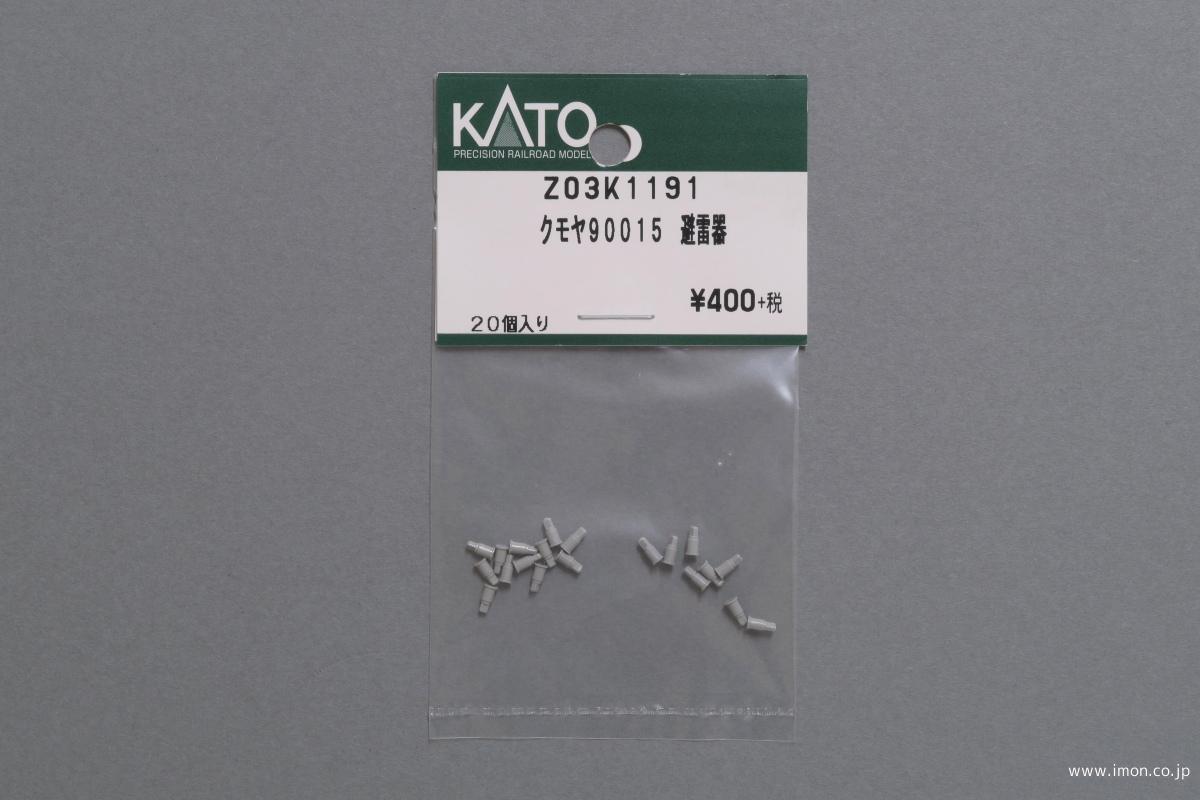 KATO
PRECISION RAILROAD MODEL
Z03K1191
クモヤ90015 避雷器
¥400+税
20個入り
www.imon.co.jp